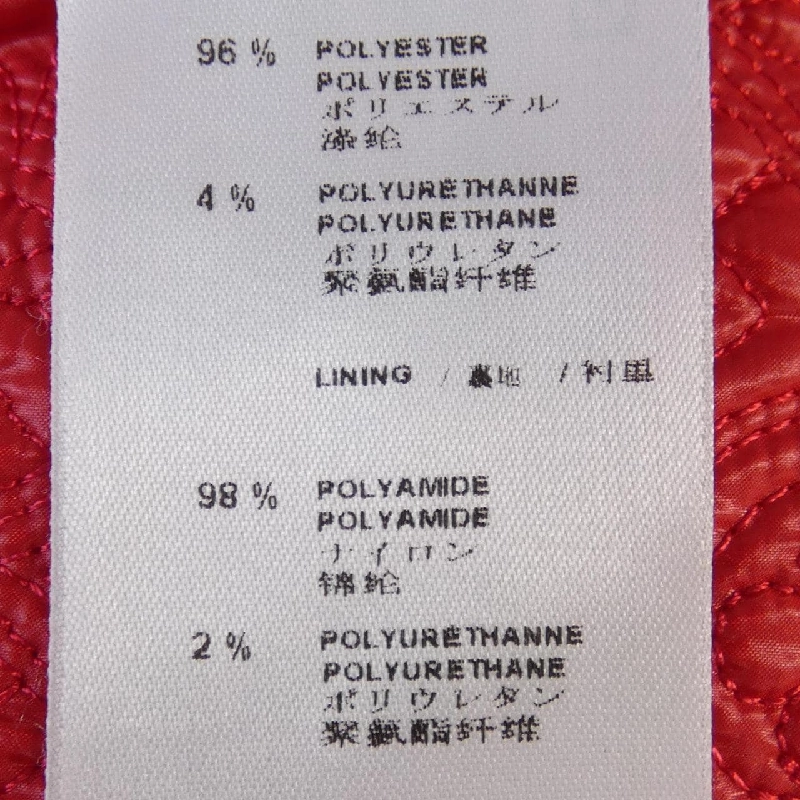 96 % POLYESTER
POLYESTER
ポリエステル
涤纶
4 % POLYURETHANNE
POLYURETHANE
ポリウレタン
聚氨酯纤维
LINING / 裏地 / 衬里
98 % POLYAMIDE
POLYAMIDE
ナイロン
锦纶
2 % POLYURETHANNE
POLYURETHANE
ポリウレタン
聚氨酯纤维